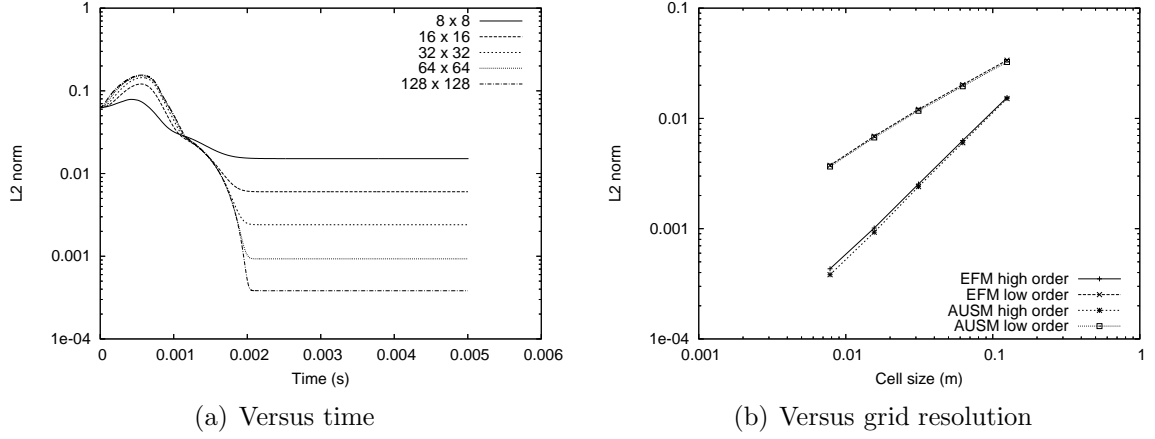 1
0.1
0.01
0.001
1e-04
L2 norm
0
0.001
0.002
0.003
0.004
0.005
0.006
Time (s)
8 x 8
16 x 16
32 x 32
64 x 64
128 x 128
(a) Versus time
0.1
0.01
0.001
1e-04
L2 norm
0.001
0.01
0.1
1
Cell size (m)
EFM high order
EFM low order
AUSM high order
AUSM low order
(b) Versus grid resolution